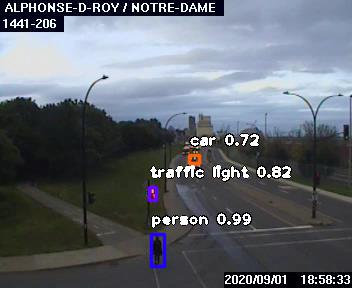 ALPHONSE-D-ROY / NOTRE-DAME
1441-206
car 0.72
traffic light 0.82
person 0.99
2020/09/01 18:58:33